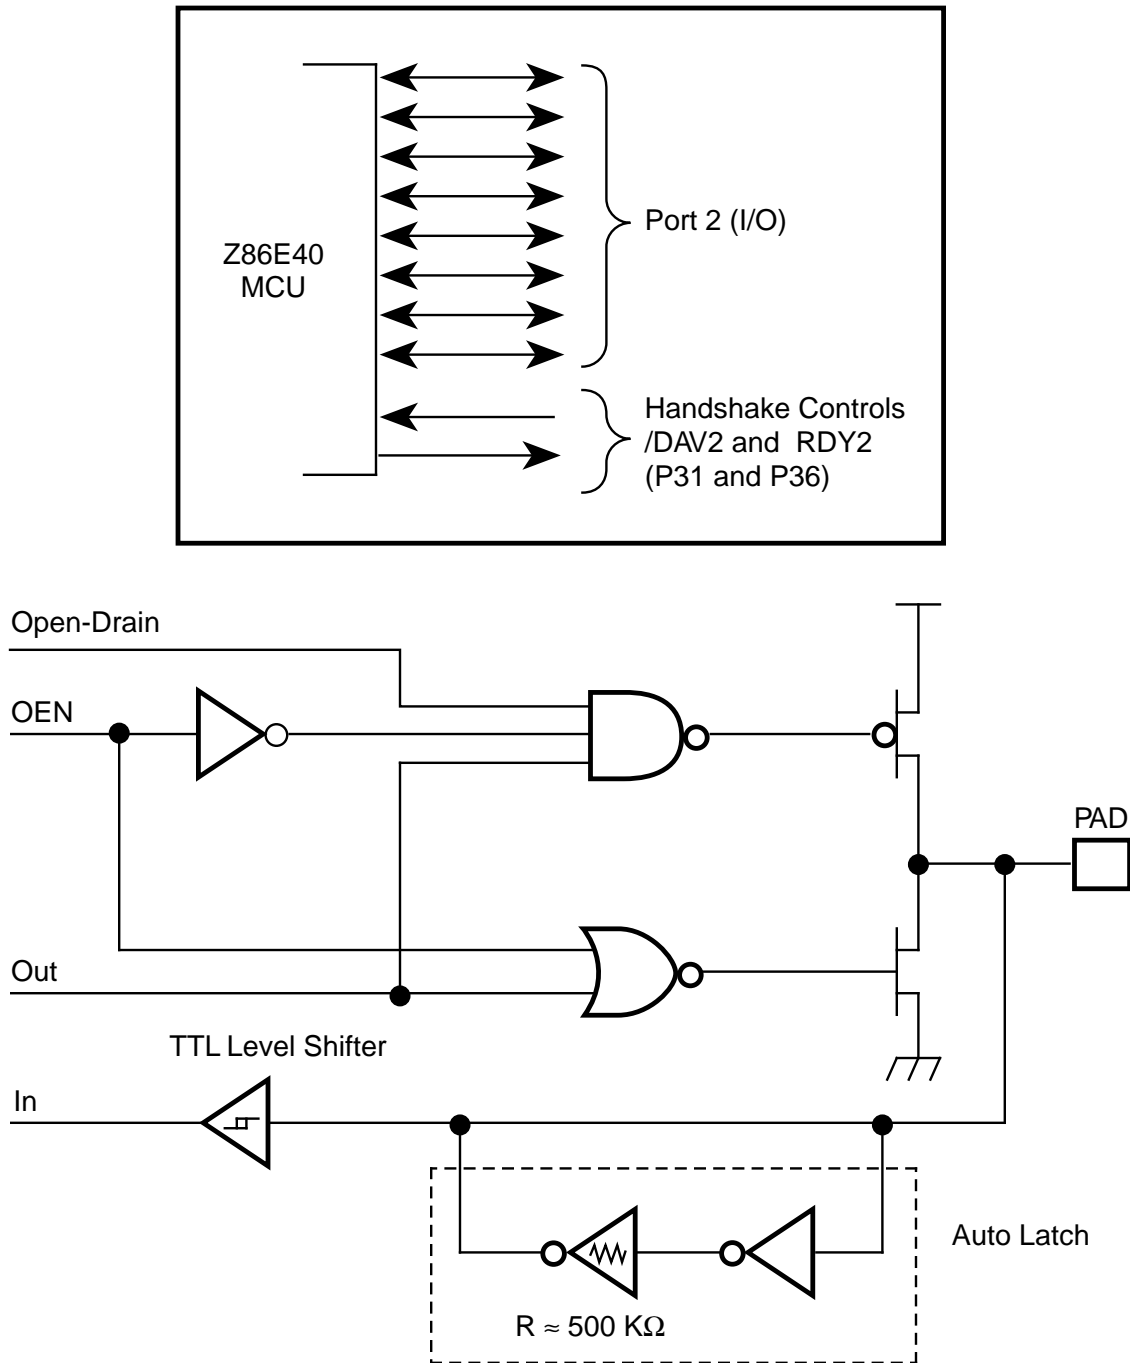 Z86E40
MCU
Port 2 (I/O)
Handshake Controls
/DAV2 and RDY2
(P31 and P36)
Open-Drain
OEN
PAD
Out
TTL Level Shifter
In
Auto Latch
R ≈ 500 KΩ